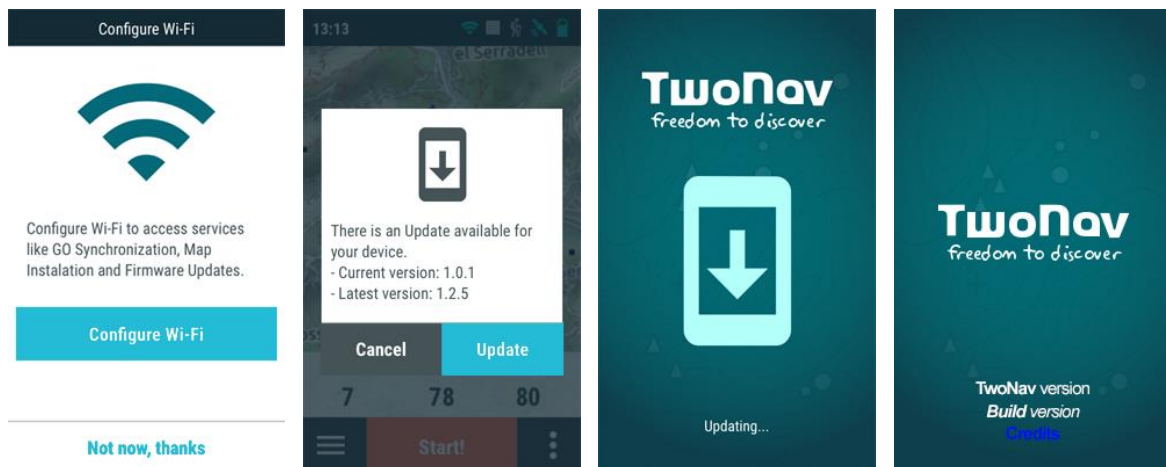 Configure Wi-Fi
Configure Wi-Fi to access services
like GO Synchronization, Map
Instalation and Firmware Updates.
Configure Wi-Fi
Not now, thanks
13:13
el Serradell
There is an Update available for
your device.
- Current version: 1.0.1
- Latest version: 1.2.5
Cancel
Update
7 78 80
Start!
TwoNav
freedom to discover
Updating...
TwoNav
freedom to discover
TwoNav version
Build version
Credits